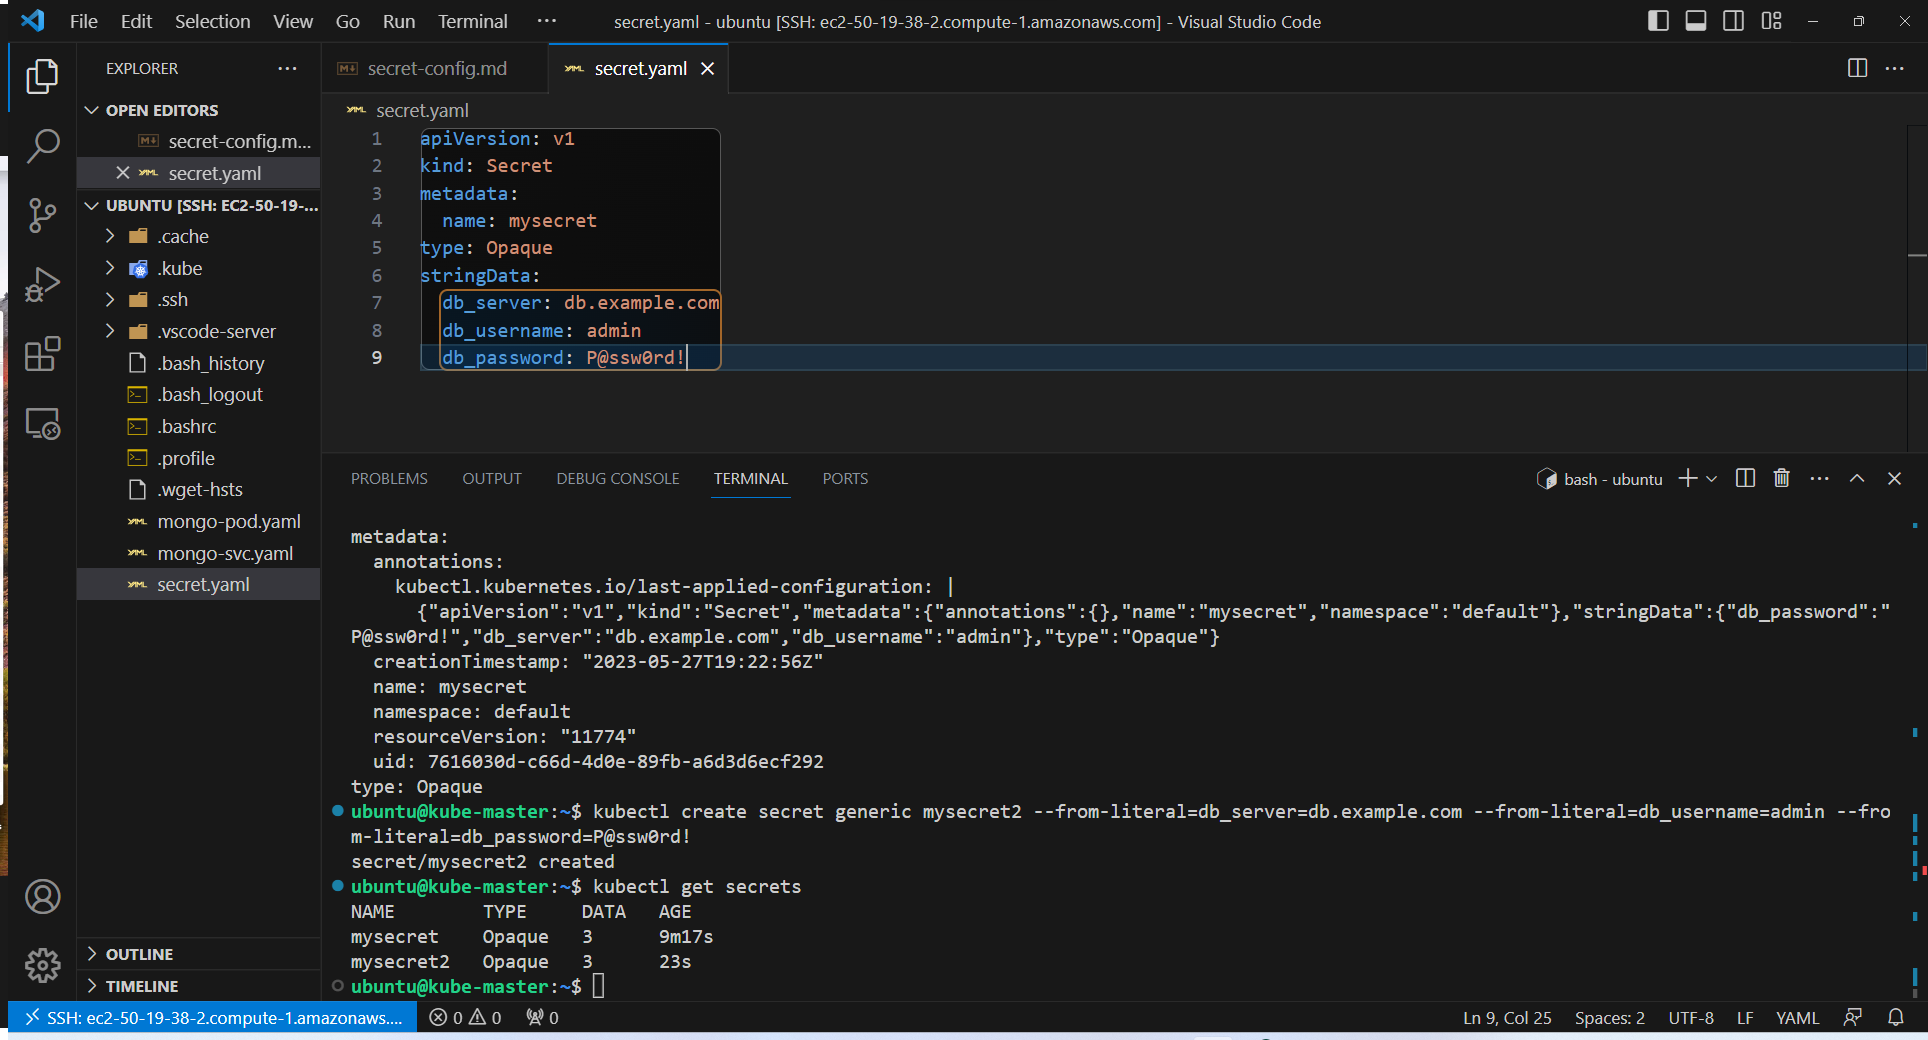 File Edit Selection View Go Run Terminal ··· secret.yaml - ubuntu [SSH: ec2-50-19-38-2.compute-1.amazonaws.com] - Visual Studio Code
EXPLORER ···
OPEN EDITORS
secret-config.m...
secret.yaml
UBUNTU [SSH: EC2-50-19-...
.cache
.kube
.ssh
.vscode-server
.bash_history
.bash_logout
.bashrc
.profile
.wget-hsts
mongo-pod.yaml
mongo-svc.yaml
secret.yaml
OUTLINE
TIMELINE
secret-config.md secret.yaml
secret.yaml
1 apiVersion: v1
2 kind: Secret
3 metadata:
4   name: mysecret
5 type: Opaque
6 stringData:
7   db_server: db.example.com
8   db_username: admin
9   db_password: P@ssw0rd!
PROBLEMS OUTPUT DEBUG CONSOLE TERMINAL PORTS bash - ubuntu
metadata:
  annotations:
    kubectl.kubernetes.io/last-applied-configuration: |
      {"apiVersion":"v1","kind":"Secret","metadata":{"annotations":{},"name":"mysecret","namespace":"default"},"stringData":{"db_password":"
P@ssw0rd!","db_server":"db.example.com","db_username":"admin"},"type":"Opaque"}
  creationTimestamp: "2023-05-27T19:22:56Z"
  name: mysecret
  namespace: default
  resourceVersion: "11774"
  uid: 7616030d-c66d-4d0e-89fb-a6d3d6ecf292
type: Opaque
ubuntu@kube-master:~$ kubectl create secret generic mysecret2 --from-literal=db_server=db.example.com --from-literal=db_username=admin --fro
m-literal=db_password=P@ssw0rd!
secret/mysecret2 created
ubuntu@kube-master:~$ kubectl get secrets
NAME TYPE DATA AGE
mysecret Opaque 3 9m17s
mysecret2 Opaque 3 23s
ubuntu@kube-master:~$
SSH: ec2-50-19-38-2.compute-1.amazonaws.... 0 0 0 Ln 9, Col 25 Spaces: 2 UTF-8 LF YAML